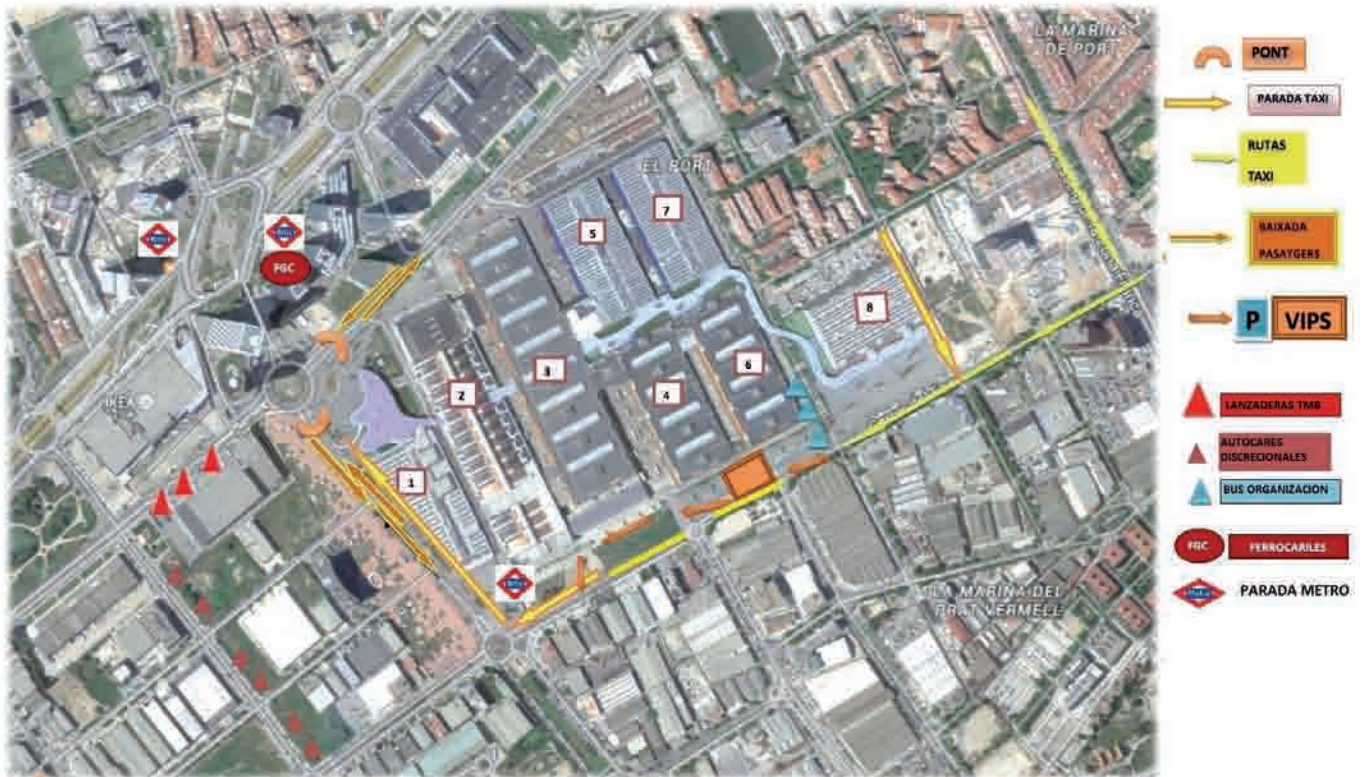 LA MARINA
DE PORT
EL PORT
7
5
FGC
8
3
6
2
4
IKEA
1
LA MARINA DEL
PRAT VERMELL
PONT
PARADA TAXI
RUTAS
TAXI
BAIXADA
PASATGERS
P VIPS
LANZADERAS TMB
AUTOCARES
DISCRECIONALES
BUS ORGANIZACION
FGC FERROCARILES
Metro PARADA METRO